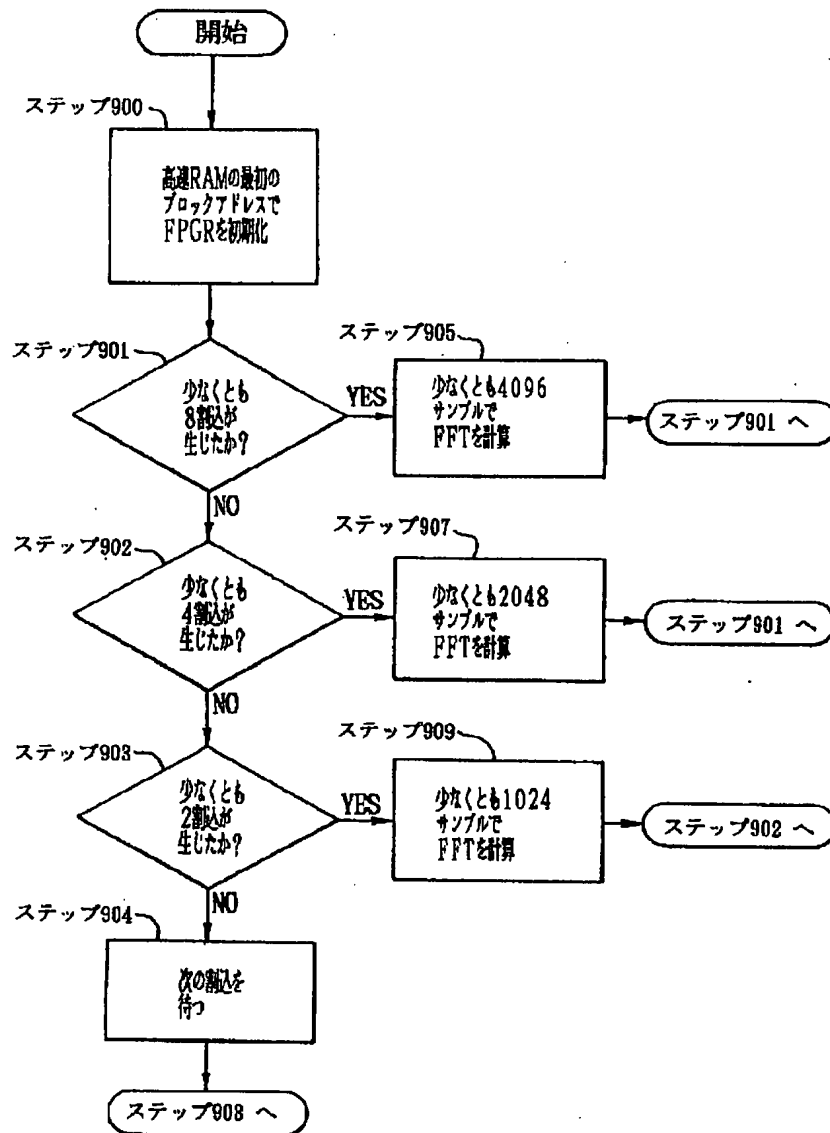 開始
ステップ900
高速RAMの最初の
ブロックアドレスで
FPGRを初期化
ステップ901
少なくとも
8割込が
生じたか?
YES
ステップ905
少なくとも4096
サンプルで
FFTを計算
ステップ901 へ
NO
ステップ902
少なくとも
4割込が
生じたか?
YES
ステップ907
少なくとも2048
サンプルで
FFTを計算
ステップ901 へ
NO
ステップ903
少なくとも
2割込が
生じたか?
YES
ステップ909
少なくとも1024
サンプルで
FFTを計算
ステップ902 へ
NO
ステップ904
次の割込を
待つ
ステップ908 へ